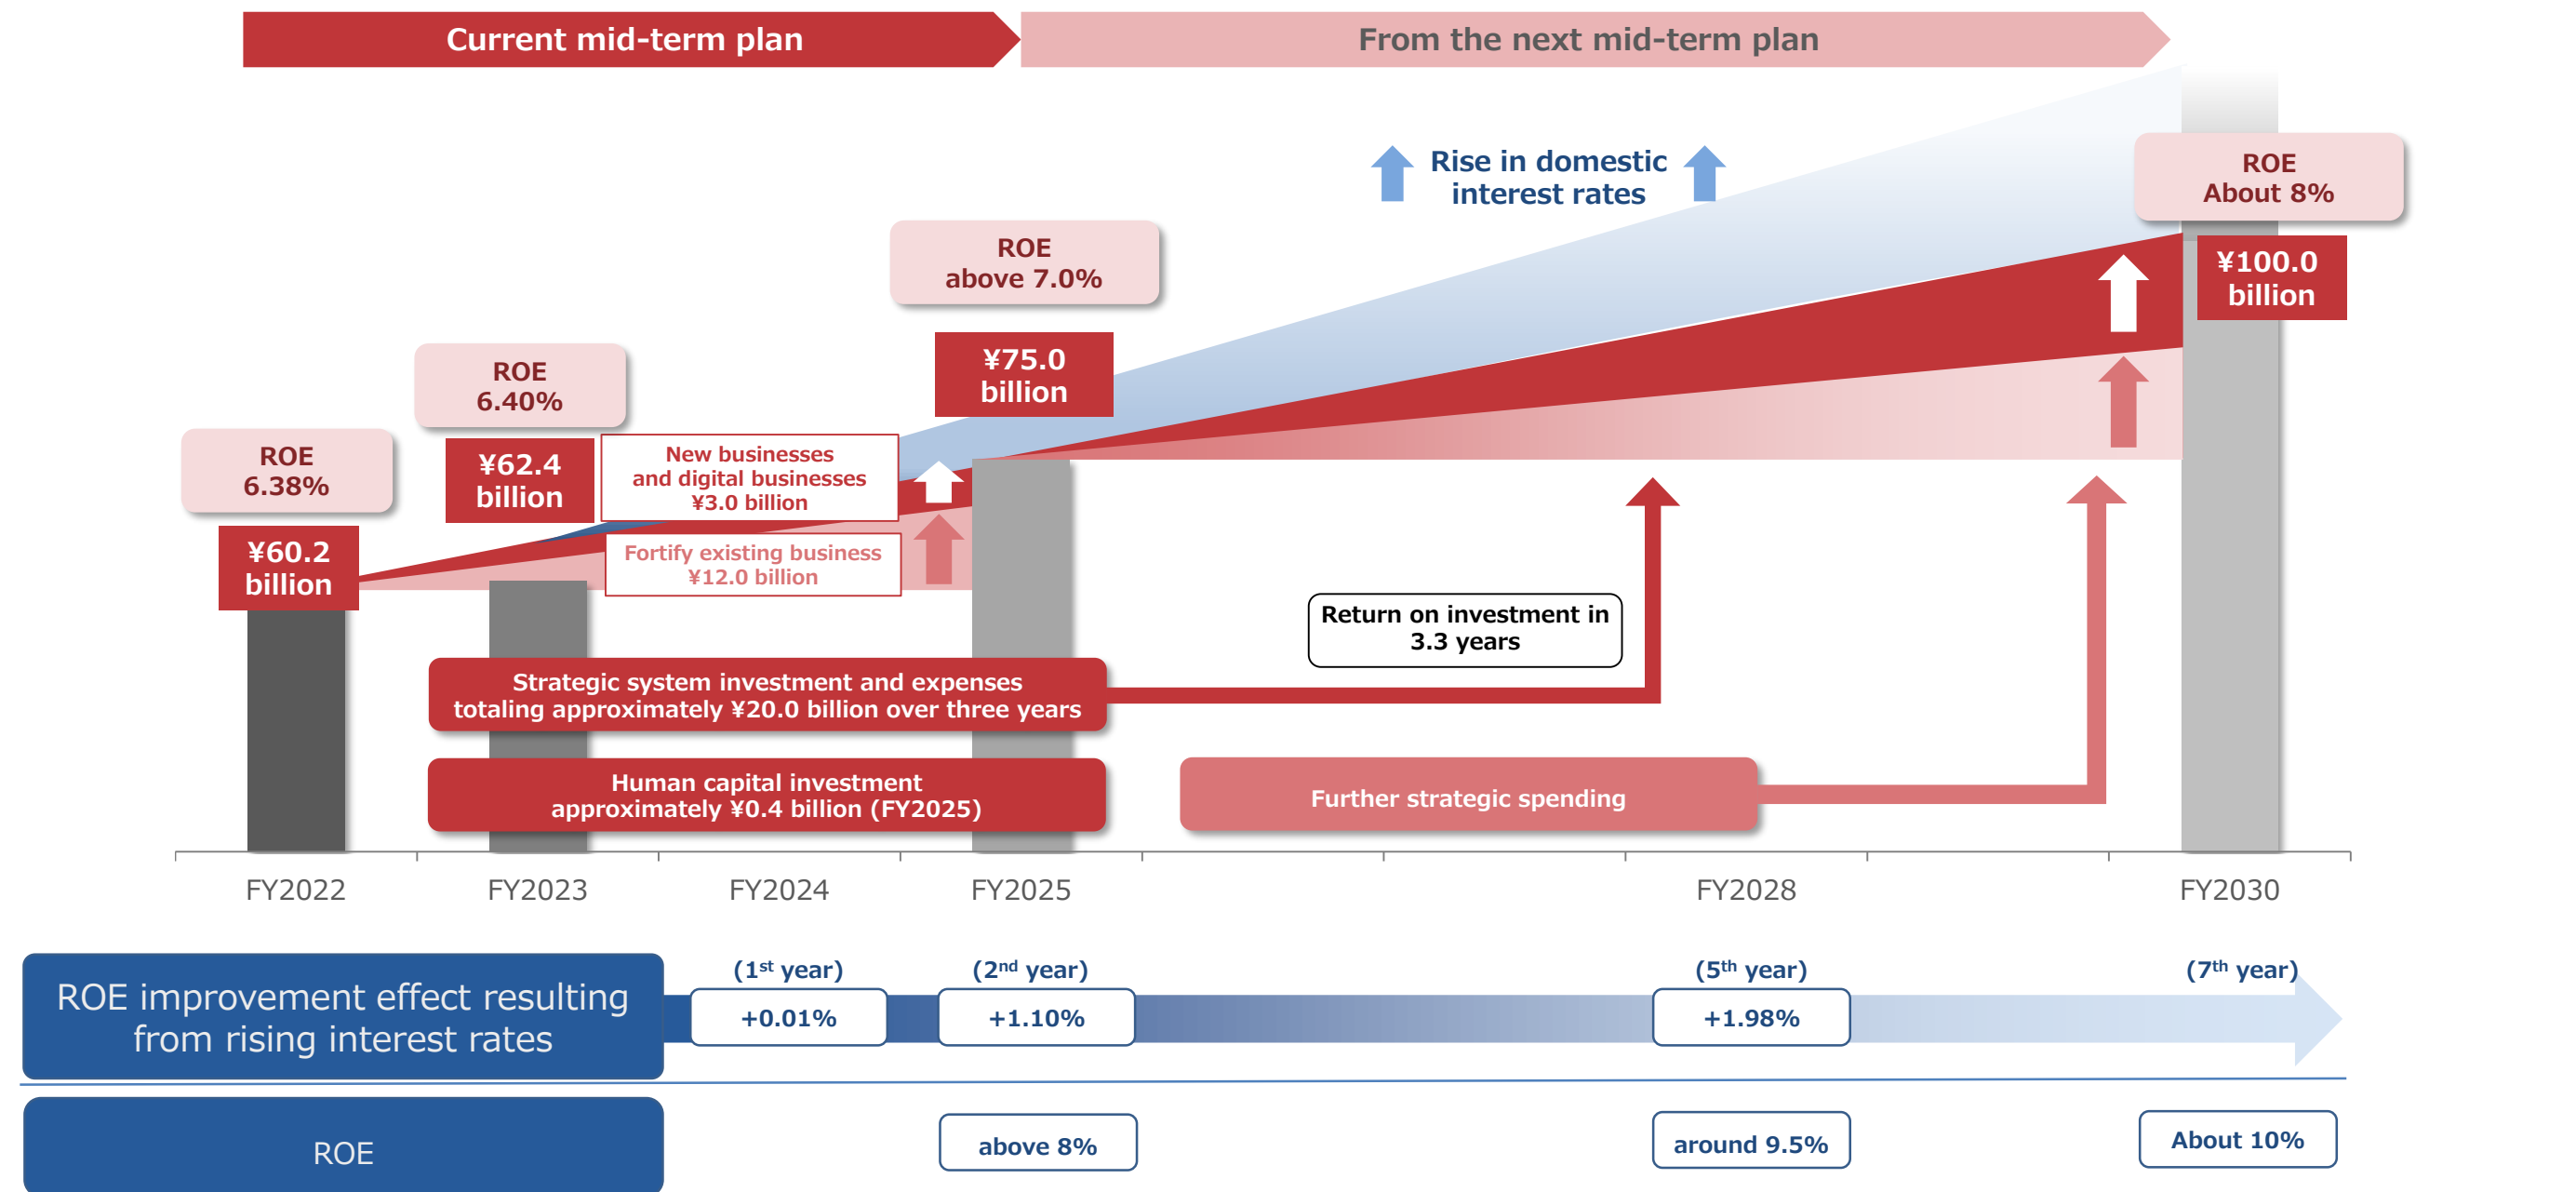 Current mid-term plan
From the next mid-term plan
Rise in domestic
interest rates
ROE
About 8%
¥100.0
billion
ROE
above 7.0%
¥75.0
billion
ROE
6.40%
¥62.4
billion
ROE
6.38%
¥60.2
billion
New businesses
and digital businesses
¥3.0 billion
Fortify existing business
¥12.0 billion
Return on investment in
3.3 years
Strategic system investment and expenses
totaling approximately ¥20.0 billion over three years
Human capital investment
approximately ¥0.4 billion (FY2025)
Further strategic spending
FY2022
FY2023
FY2024
FY2025
FY2028
FY2030
ROE improvement effect resulting
from rising interest rates
(1st year)
+0.01%
(2nd year)
+1.10%
(5th year)
+1.98%
(7th year)
ROE
above 8%
around 9.5%
About 10%